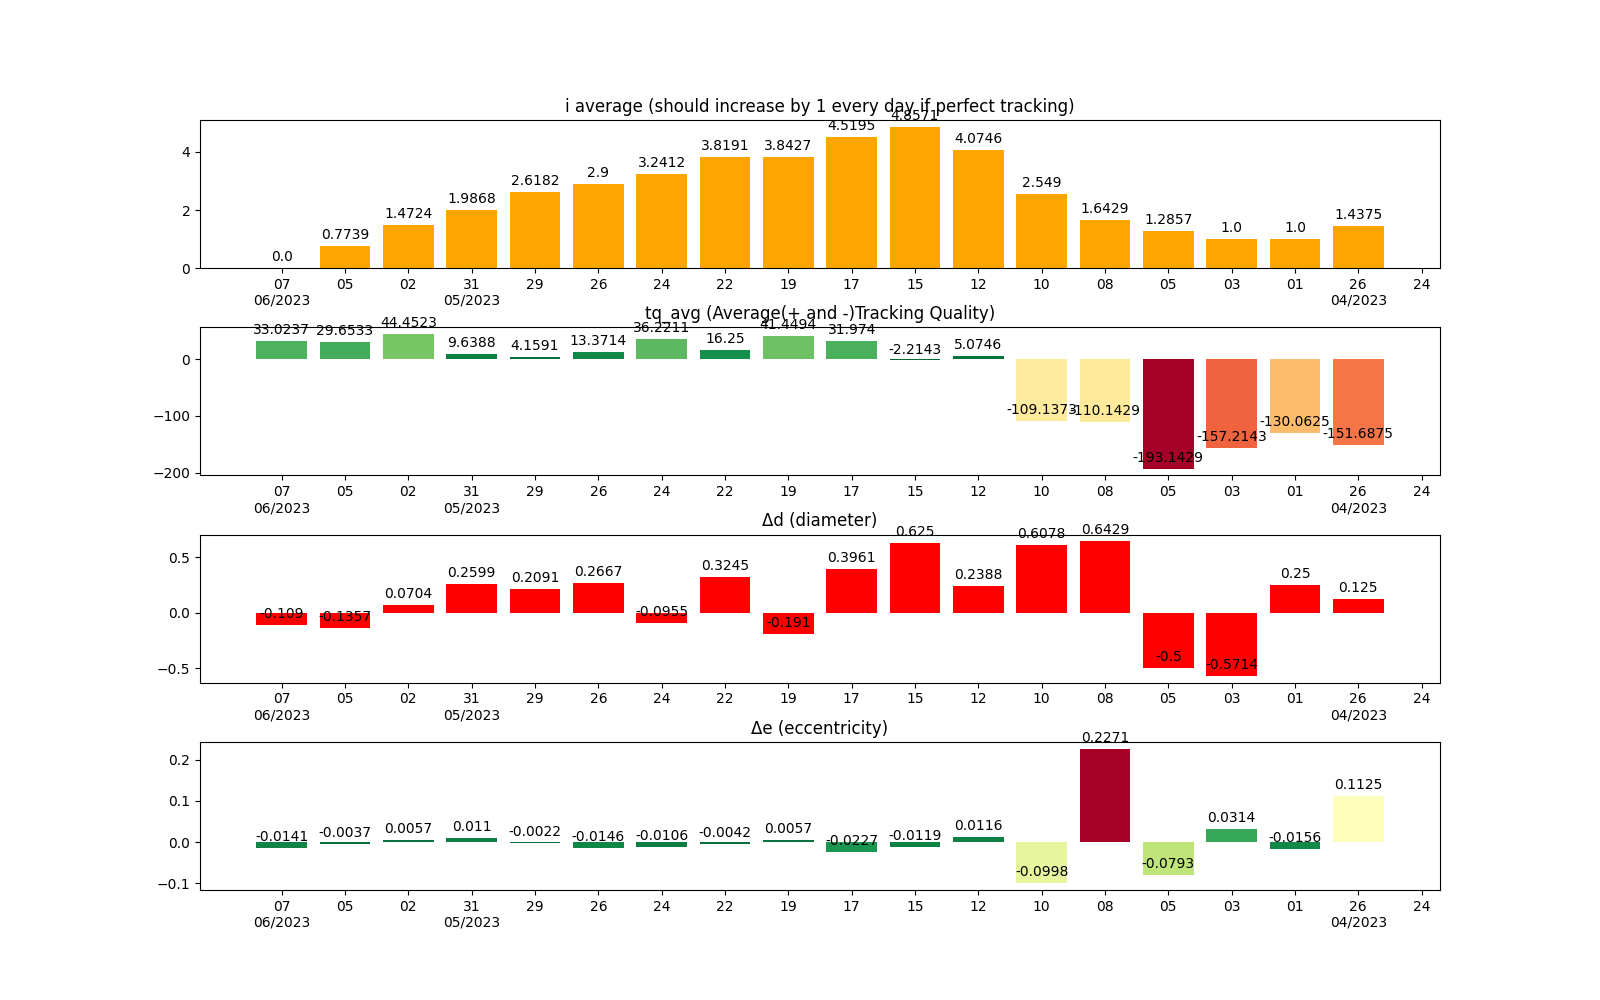 i average (should increase by 1 every day if perfect tracking)
0.0 0.7739 1.4724 1.9868 2.6182 2.9 3.2412 3.8191 3.8427 4.5195 4.8571 4.0746 2.549 1.6429 1.2857 1.0 1.0 1.4375
4
2
0
07 05 02 31 29 26 24 22 19 17 15 12 10 08 05 03 01 26 24
06/2023 05/2023 04/2023
tq_avg (Average(+ and -)Tracking Quality)
33.0237 29.6533 44.4523 9.6388 4.1591 13.3714 36.2211 16.25 41.4494 31.974 -2.2143 5.0746 -109.1373 -110.1429 -193.1429 -157.2143 -130.0625 -151.6875
0
−100
−200
07 05 02 31 29 26 24 22 19 17 15 12 10 08 05 03 01 26 24
06/2023 05/2023 04/2023
Δd (diameter)
-0.109 -0.1357 0.0704 0.2599 0.2091 0.2667 -0.0955 0.3245 -0.191 0.3961 0.625 0.2388 0.6078 0.6429 -0.5 -0.5714 0.25 0.125
0.5
0.0
−0.5
07 05 02 31 29 26 24 22 19 17 15 12 10 08 05 03 01 26 24
06/2023 05/2023 04/2023
Δe (eccentricity)
-0.0141 -0.0037 0.0057 0.011 -0.0022 -0.0146 -0.0106 -0.0042 0.0057 -0.0227 -0.0119 0.0116 -0.0998 0.2271 -0.0793 0.0314 -0.0156 0.1125
0.2
0.1
0.0
−0.1
07 05 02 31 29 26 24 22 19 17 15 12 10 08 05 03 01 26 24
06/2023 05/2023 04/2023